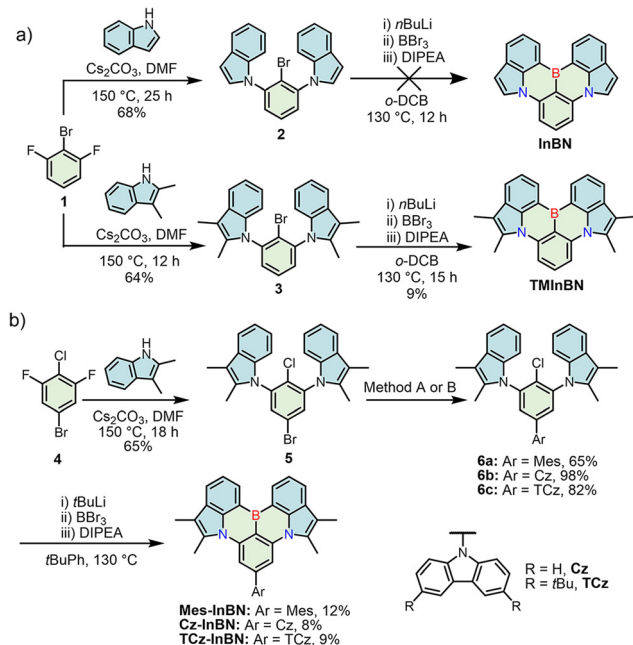 a)
H
N
Cs2CO3, DMF
150 °C, 25 h
68%
Br
F
F
1
N
Br
N
2
i) nBuLi
ii) BBr3
iii) DIPEA
o-DCB
130 °C, 12 h
B
N
N
InBN
H
N
Cs2CO3, DMF
150 °C, 12 h
64%
N
Br
N
3
i) nBuLi
ii) BBr3
iii) DIPEA
o-DCB
130 °C, 15 h
9%
B
N
N
TMInBN
b)
Cl
F
F
Br
4
H
N
Cs2CO3, DMF
150 °C, 18 h
65%
N
Cl
N
Br
5
Method A or B
N
Cl
N
Ar
6a: Ar = Mes, 65%
6b: Ar = Cz, 98%
6c: Ar = TCz, 82%
i) tBuLi
ii) BBr3
iii) DIPEA
tBuPh, 130 °C
B
N
N
Ar
Mes-InBN: Ar = Mes, 12%
Cz-InBN: Ar = Cz, 8%
TCz-InBN: Ar = TCz, 9%
N
R
R
R = H, Cz
R = tBu, TCz